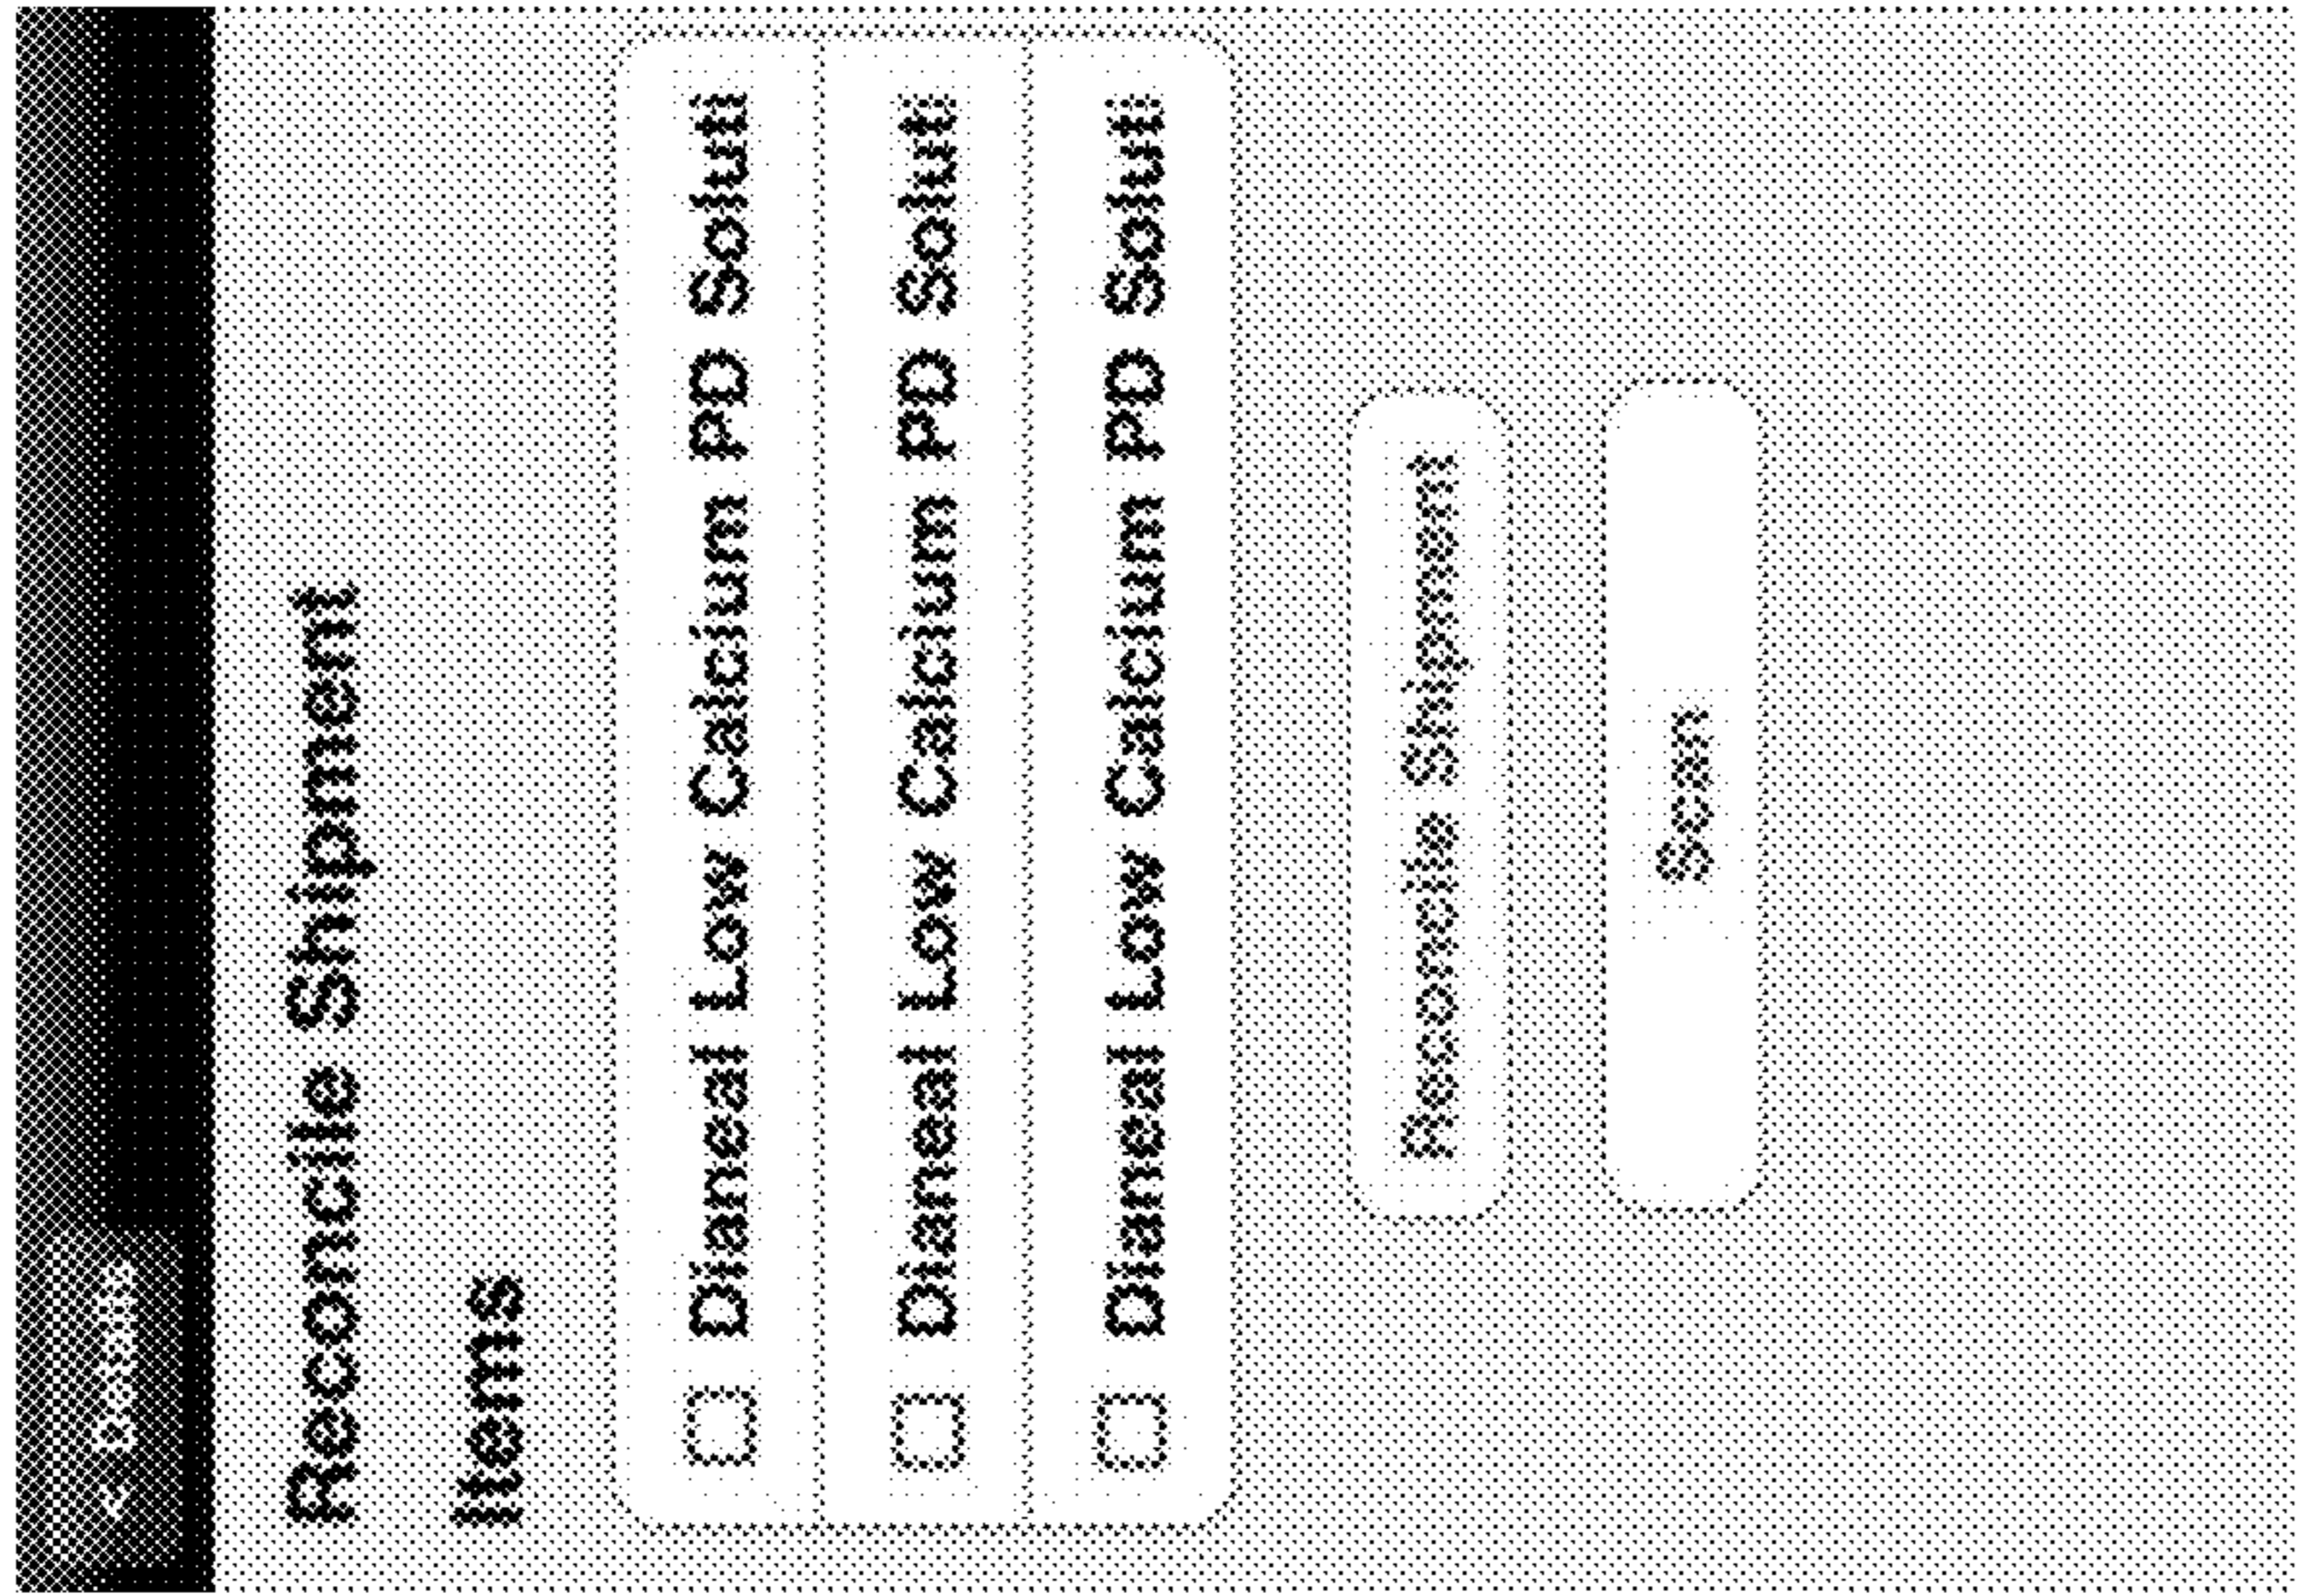 < Details
Reconcile Shipment
Items
Dianeal Low Calcium PD Soluti
Dianeal Low Calcium PD Soluti
Dianeal Low Calcium PD Soluti
Reconcile Shipment
Scan